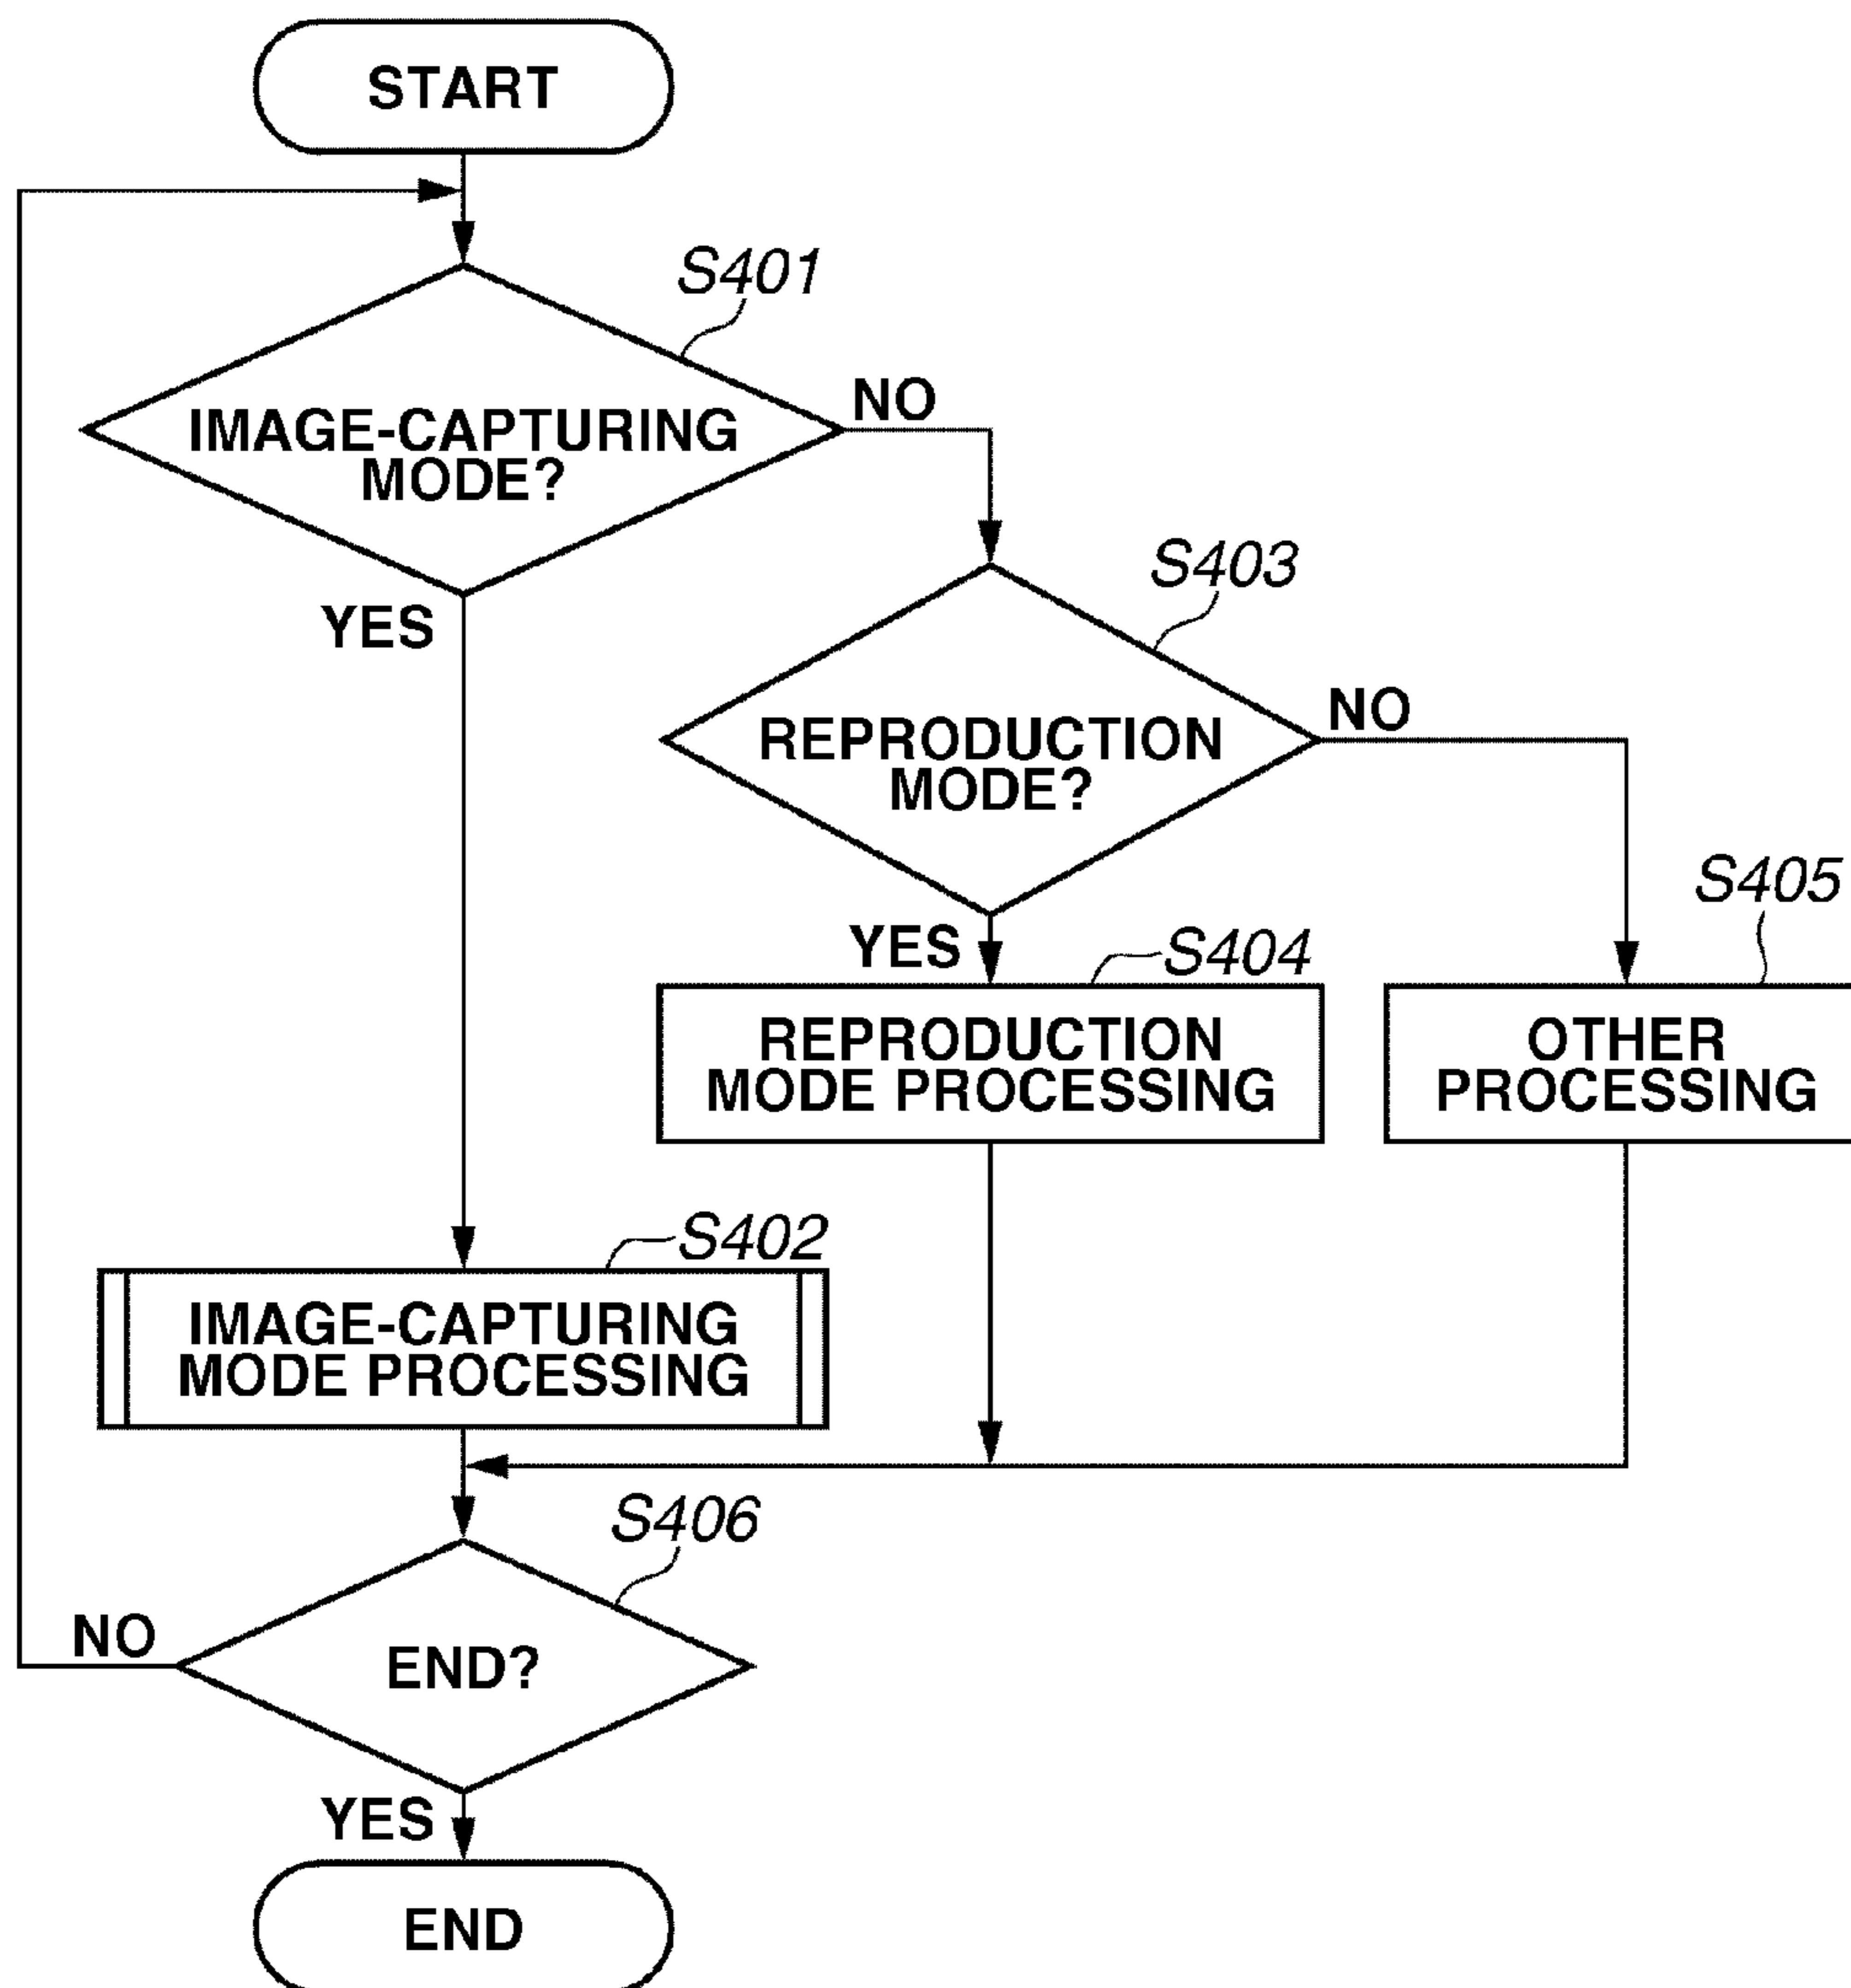 START
S401
IMAGE-CAPTURING
MODE?
NO
YES
S403
REPRODUCTION
MODE?
NO
YES
S404
REPRODUCTION
MODE PROCESSING
S405
OTHER
PROCESSING
S402
IMAGE-CAPTURING
MODE PROCESSING
S406
END?
NO
YES
END